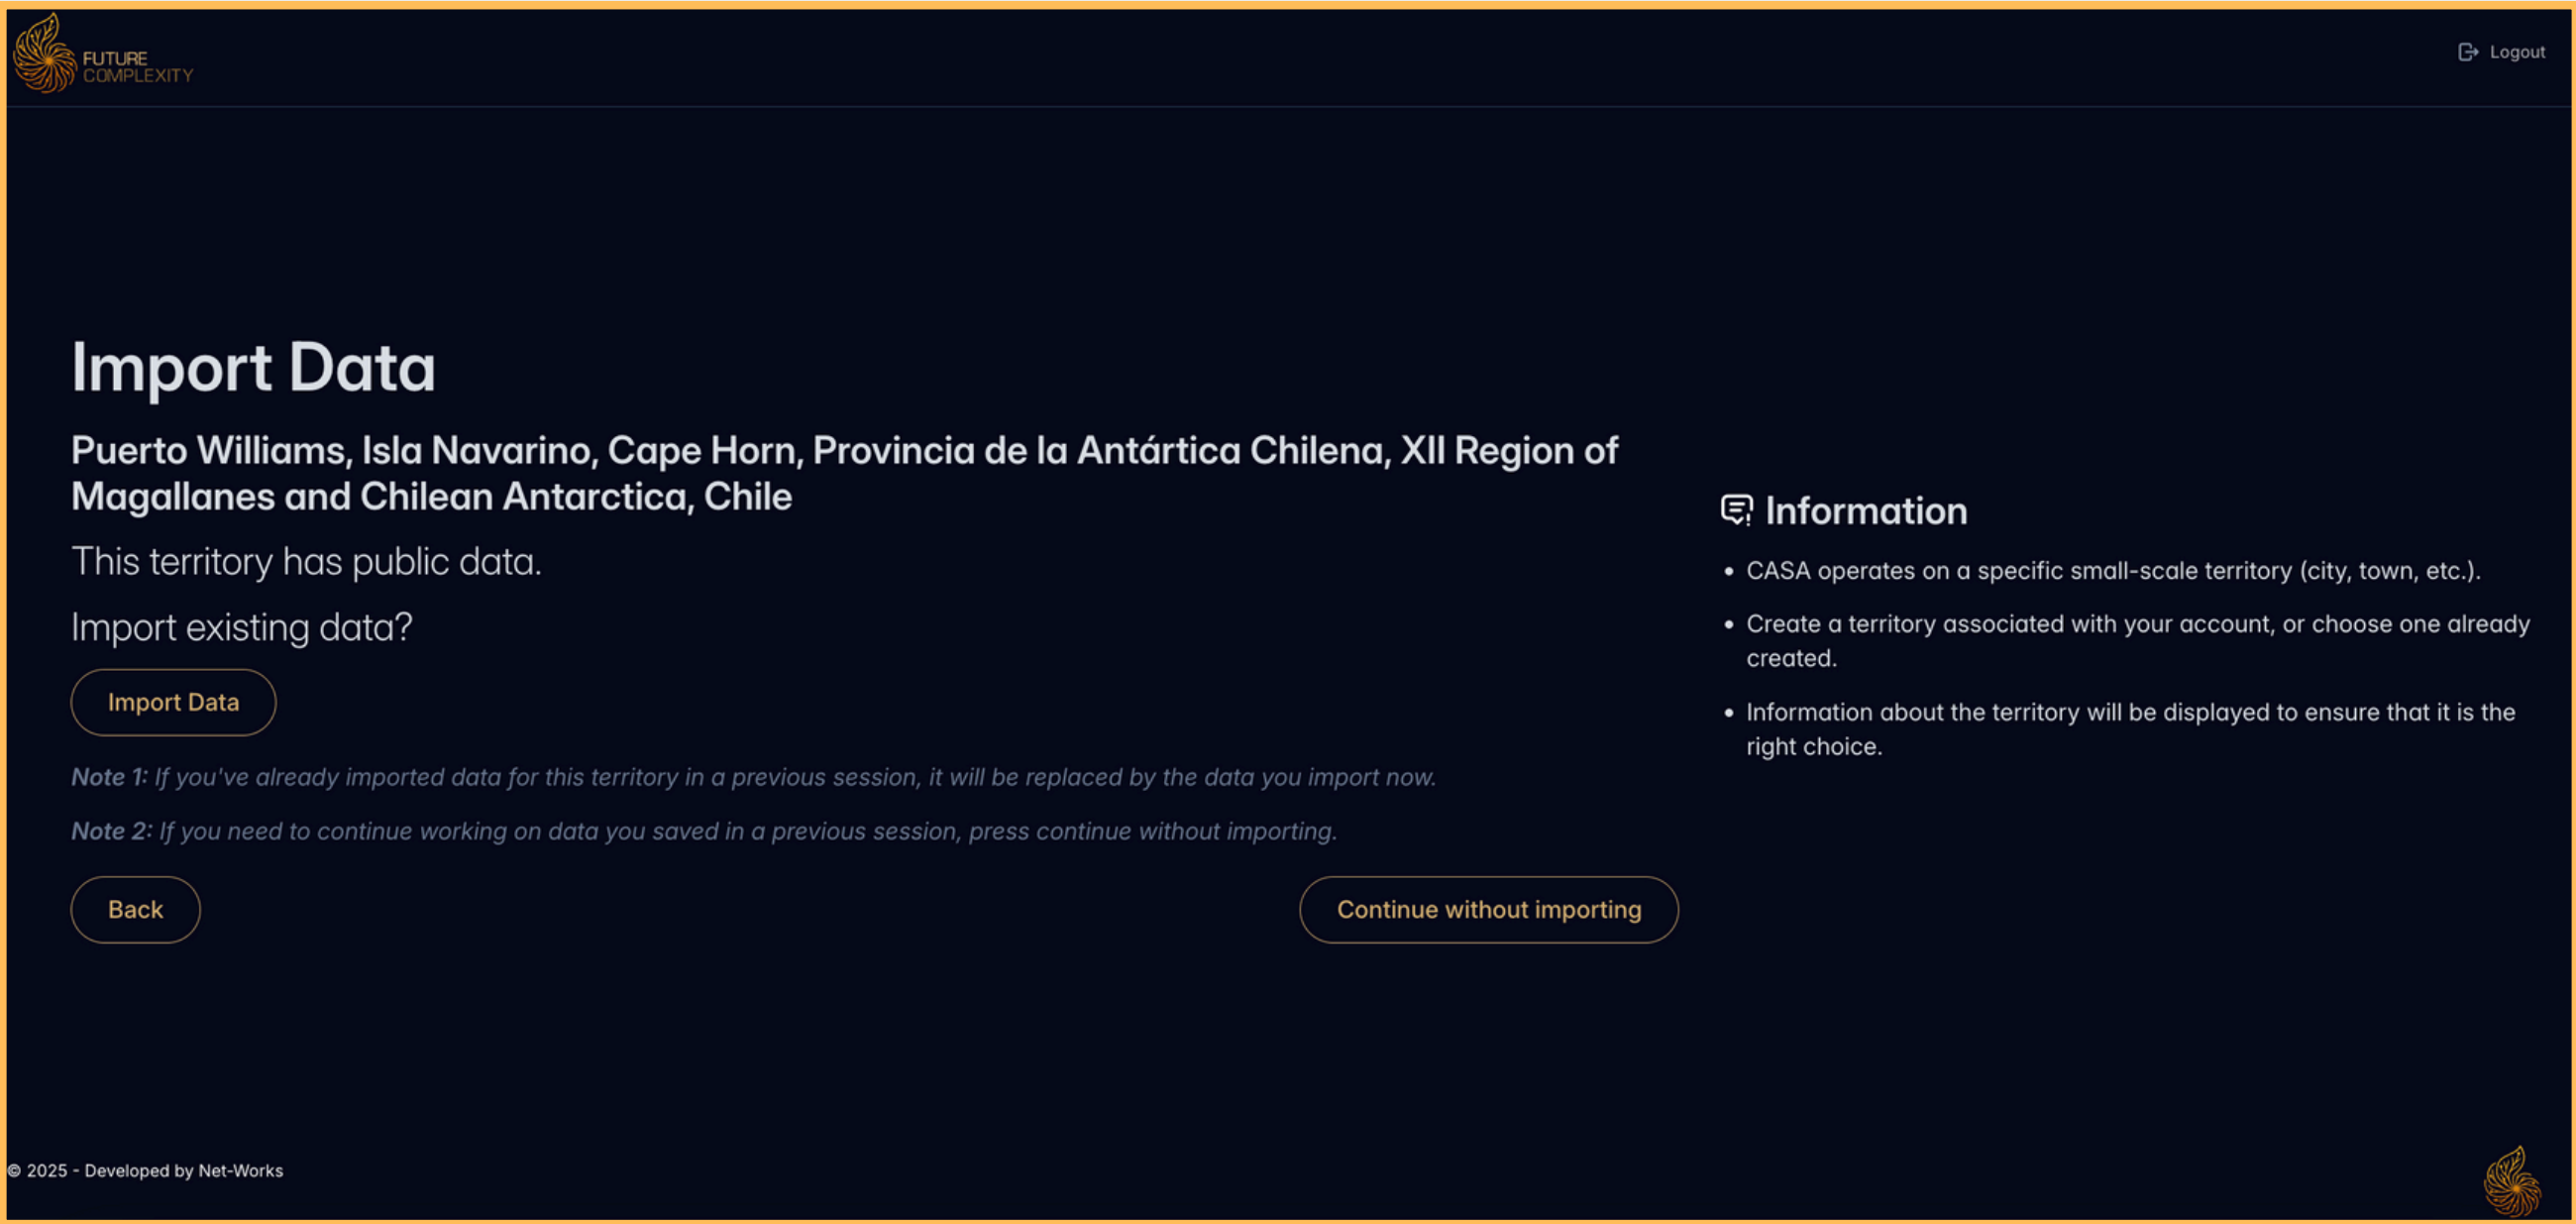 FUTURE
COMPLEXITY
Logout
Import Data
Puerto Williams, Isla Navarino, Cape Horn, Provincia de la Antártica Chilena, XII Region of
Magallanes and Chilean Antarctica, Chile
This territory has public data.
Import existing data?
Import Data
Note 1: If you've already imported data for this territory in a previous session, it will be replaced by the data you import now.
Note 2: If you need to continue working on data you saved in a previous session, press continue without importing.
Back
Continue without importing
Information
• CASA operates on a specific small-scale territory (city, town, etc.).
• Create a territory associated with your account, or choose one already
created.
• Information about the territory will be displayed to ensure that it is the
right choice.
© 2025 - Developed by Net-Works